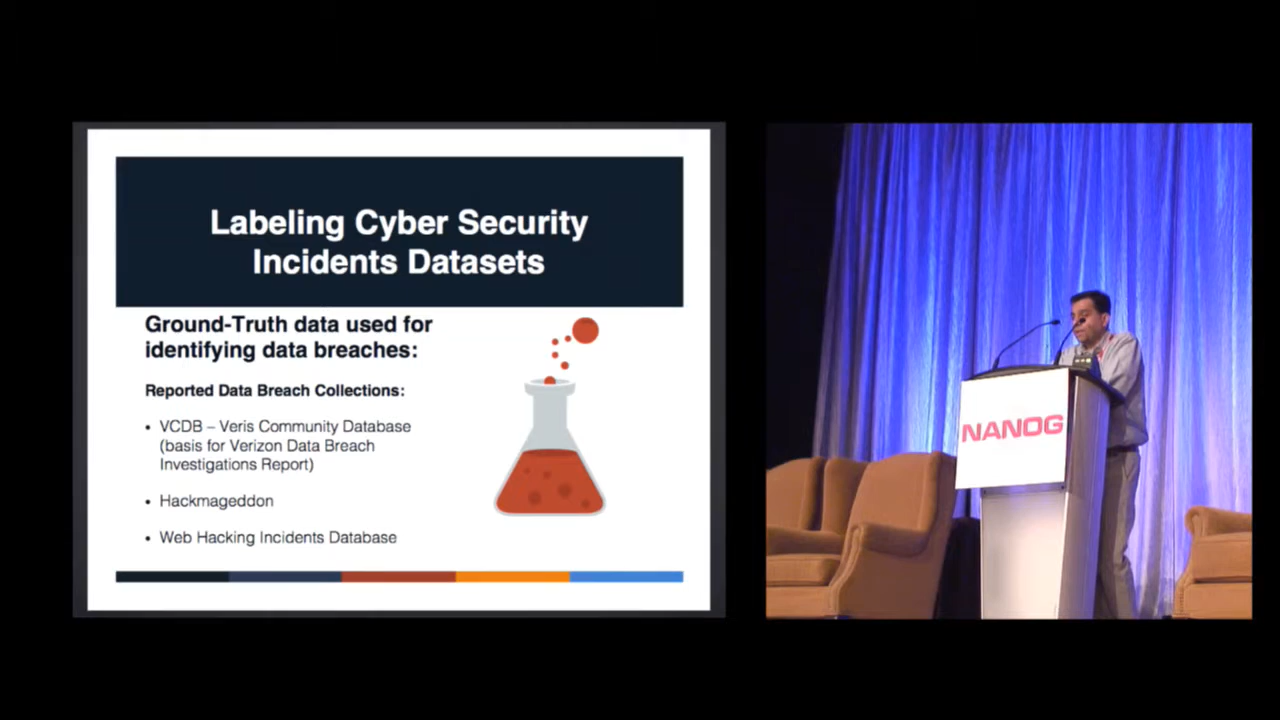 Labeling Cyber Security
Incidents Datasets
Ground-Truth data used for
identifying data breaches:
Reported Data Breach Collections:
• VCDB – Veris Community Database
(basis for Verizon Data Breach
Investigations Report)
• Hackmageddon
• Web Hacking Incidents Database
NANOG